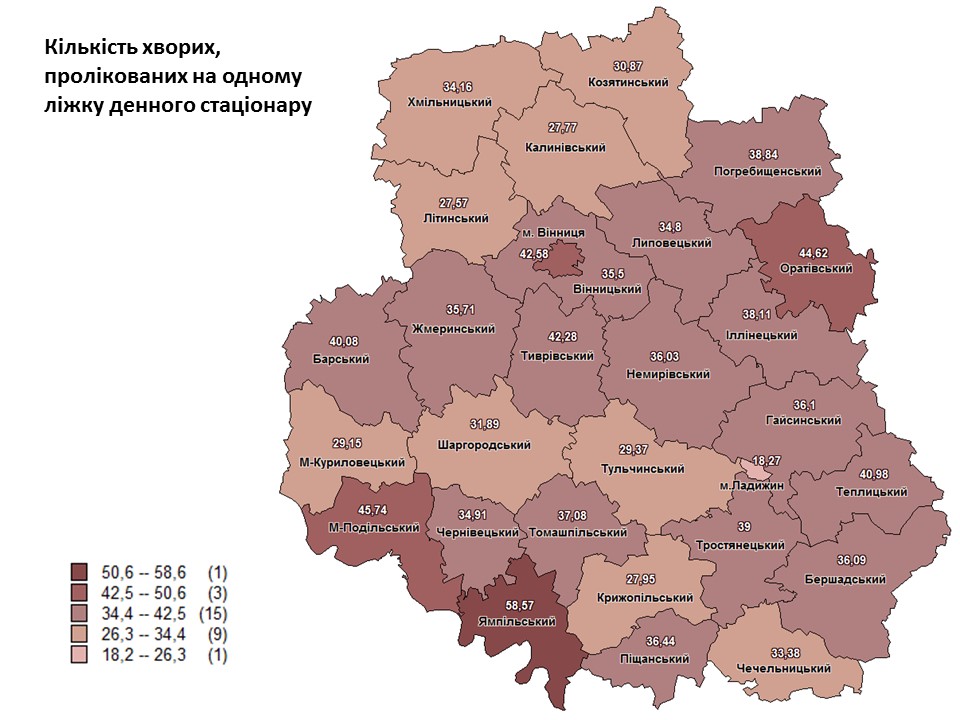 Кількість хворих,
пролікованих на одному
ліжку денного стаціонару
30,87
Козятинський
34,16
Хмільницький
27,77
Калинівський
38,84
Погребищенський
27,57
Літинський
м. Вінниця
42,58
34,8
Липовецький
44,62
Оратівський
35,5
Вінницький
35,71
Жмеринський
38,11
Іллінецький
40,08
Барський
42,28
Тиврівський
36,03
Немирівський
36,1
Гайсинський
31,89
Шаргородський
29,15
М-Куриловецький
29,37
Тульчинський
18,27
м.Ладижин
40,98
Теплицький
45,74
М-Подільський
34,91
Чернівецький
37,08
Томашпільський
39
Тростянецький
36,09
Бершадський
27,95
Крижопільський
58,57
Ямпільський
36,44
Піщанський
33,38
Чечельницький
50,6 -- 58,6 (1)
42,5 -- 50,6 (3)
34,4 -- 42,5 (15)
26,3 -- 34,4 (9)
18,2 -- 26,3 (1)